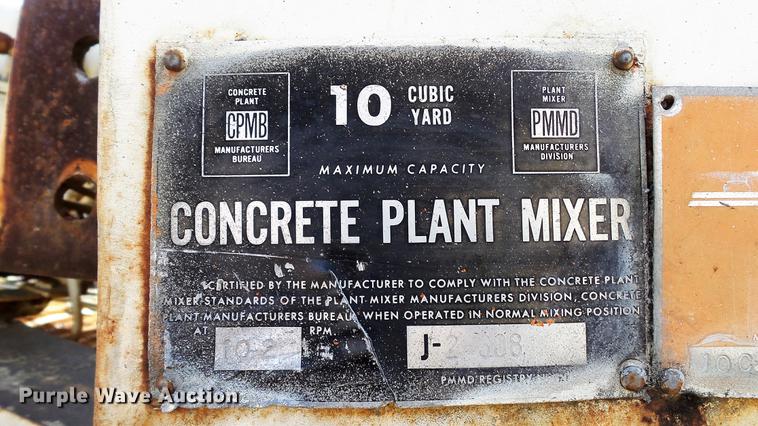 CONCRETE
PLANT
CPMB
MANUFACTURERS
BUREAU
10 CUBIC
YARD
PLANT
MIXER
PMMD
MANUFACTURERS
DIVISION
MAXIMUM CAPACITY
CONCRETE PLANT MIXER
CERTIFIED BY THE MANUFACTURER TO COMPLY WITH THE CONCRETE PLANT
MIXER STANDARDS OF THE PLANT MIXER MANUFACTURERS DIVISION, CONCRETE
PLANT MANUFACTURERS BUREAU, WHEN OPERATED IN NORMAL MIXING POSITION
AT RPM.
PMMD REGISTRY
Purple Wave Auction